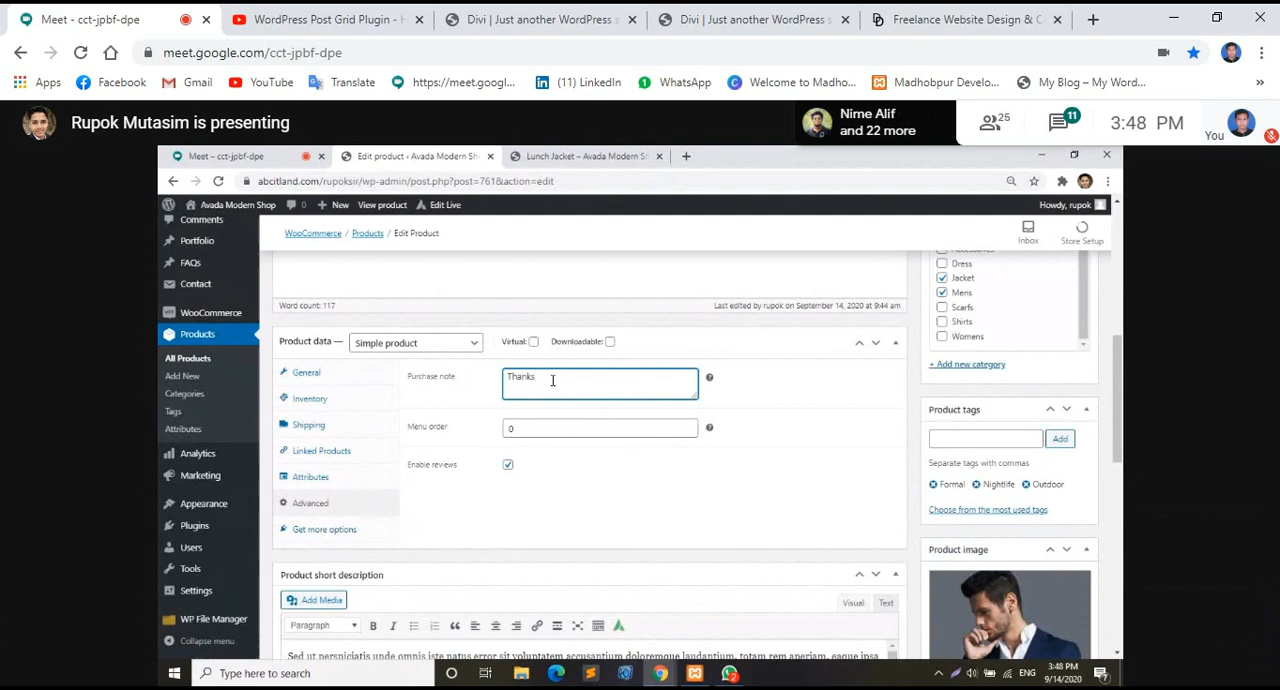 Meet - cct-jpbf-dpe
WordPress Post Grid Plugin - H
Divi | Just another WordPress s
Divi | Just another WordPress s
Freelance Website Design & C
meet.google.com/cct-jpbf-dpe
Apps
Facebook
Gmail
YouTube
Translate
https://meet.googl...
(11) LinkedIn
WhatsApp
Welcome to Madho...
Madhobpur Develo...
My Blog – My Word...
Rupok Mutasim is presenting
Nime Alif
and 22 more
25
11
3:48 PM
You
Meet – cct-jpbf-dpe
Edit product ‹ Avada Modern Sh
Lunch Jacket – Avada Modern S
abcitland.com/rupoksir/wp-admin/post.php?post=761&action=edit
Avada Modern Shop
0
New
View product
Edit Live
Howdy, rupok
Comments
Portfolio
FAQs
Contact
WooCommerce
Products
All Products
Add New
Categories
Tags
Attributes
Analytics
Marketing
Appearance
Plugins
Users
Tools
Settings
WP File Manager
Collapse menu
WooCommerce / Products / Edit Product
Inbox
Store Setup
Word count: 117
Last edited by rupok on September 14, 2020 at 9:44 am
Product data —
Simple product
Virtual:
Downloadable:
General
Inventory
Shipping
Linked Products
Attributes
Advanced
Get more options
Purchase note
Thanks
Menu order
0
Enable reviews
Product short description
Add Media
Visual
Text
Paragraph
B
I
Sed ut perspiciatis unde omnis iste natus error sit voluptatem accusantium doloremque laudantium, totam rem aperiam, eaque ipsa
Accessories
Dress
Jacket
Mens
Scarfs
Shirts
Womens
+ Add new category
Product tags
Add
Separate tags with commas
Formal
Nightlife
Outdoor
Choose from the most used tags
Product image
Type here to search
2
ENG
3:48 PM
9/14/2020
7